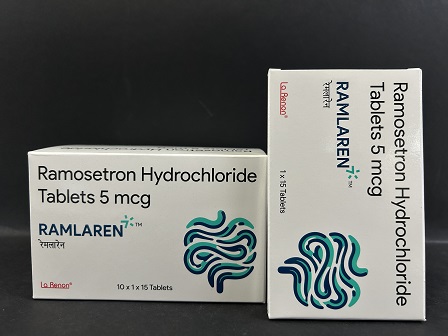 Ramosetron Hydrochloride
Tablets 5 mcg
RAMLAREN™
रेमलारेन
La Renon®
10 x 1 x 15 Tablets
Ramosetron Hydrochloride
Tablets 5 mcg
RAMLAREN™
रेमलारेन
La Renon®
1 x 15 Tablets